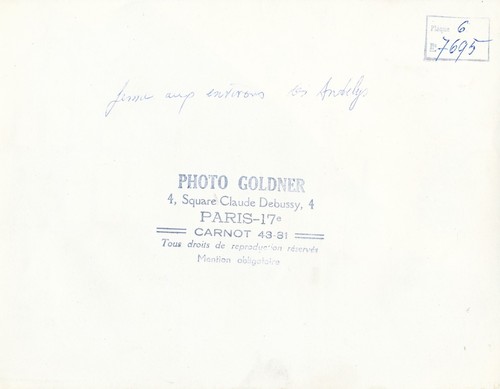 Plaque 6
7695
ferme aux environs des Andelys
PHOTO GOLDNER
4, Square Claude Debussy, 4
PARIS-17e
CARNOT 43-31
Tous droits de reproduction réservés
Mention obligatoire